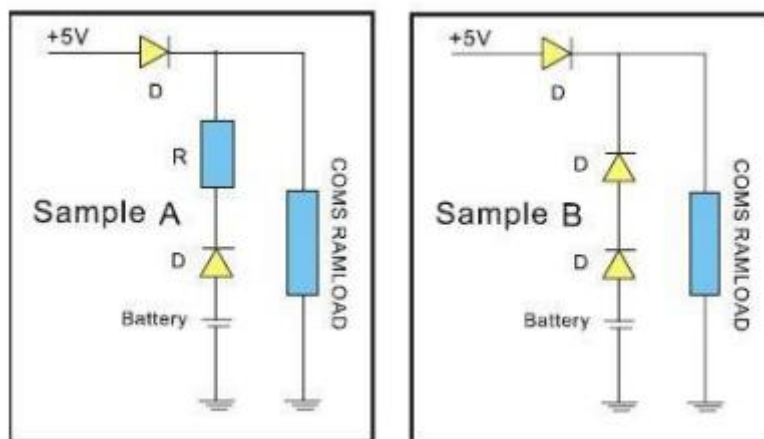 +5V
D
R
Sample A
D
Battery
COMS RAMLOAD
+5V
D
D
Sample B
D
Battery
COMS RAMLOAD